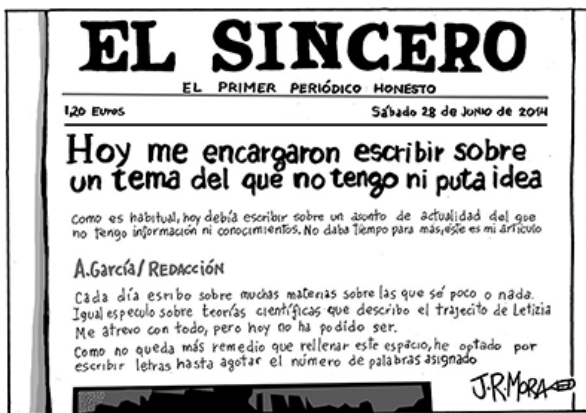 EL SINCERO
EL PRIMER PERIÓDICO HONESTO
1,20 Euros Sábado 28 de Junio de 2014
Hoy me encargaron escribir sobre
un tema del que no tengo ni puta idea
Como es habitual, hoy debía escribir sobre un asunto de actualidad del que
no tengo información ni conocimientos. No daba tiempo para más, éste es mi artículo
A.García/REDACCIÓN
Cada día esribo sobre muchas materias sobre las que sé poco o nada.
Igual especulo sobre teorías científicas que describo el trajecito de Letizia
Me atrevo con todo, pero hoy no ha podido ser.
Como no queda más remedio que rellenar este espacio, he optado por
escribir letras hasta agotar el número de palabras asignado
J.R.MORA